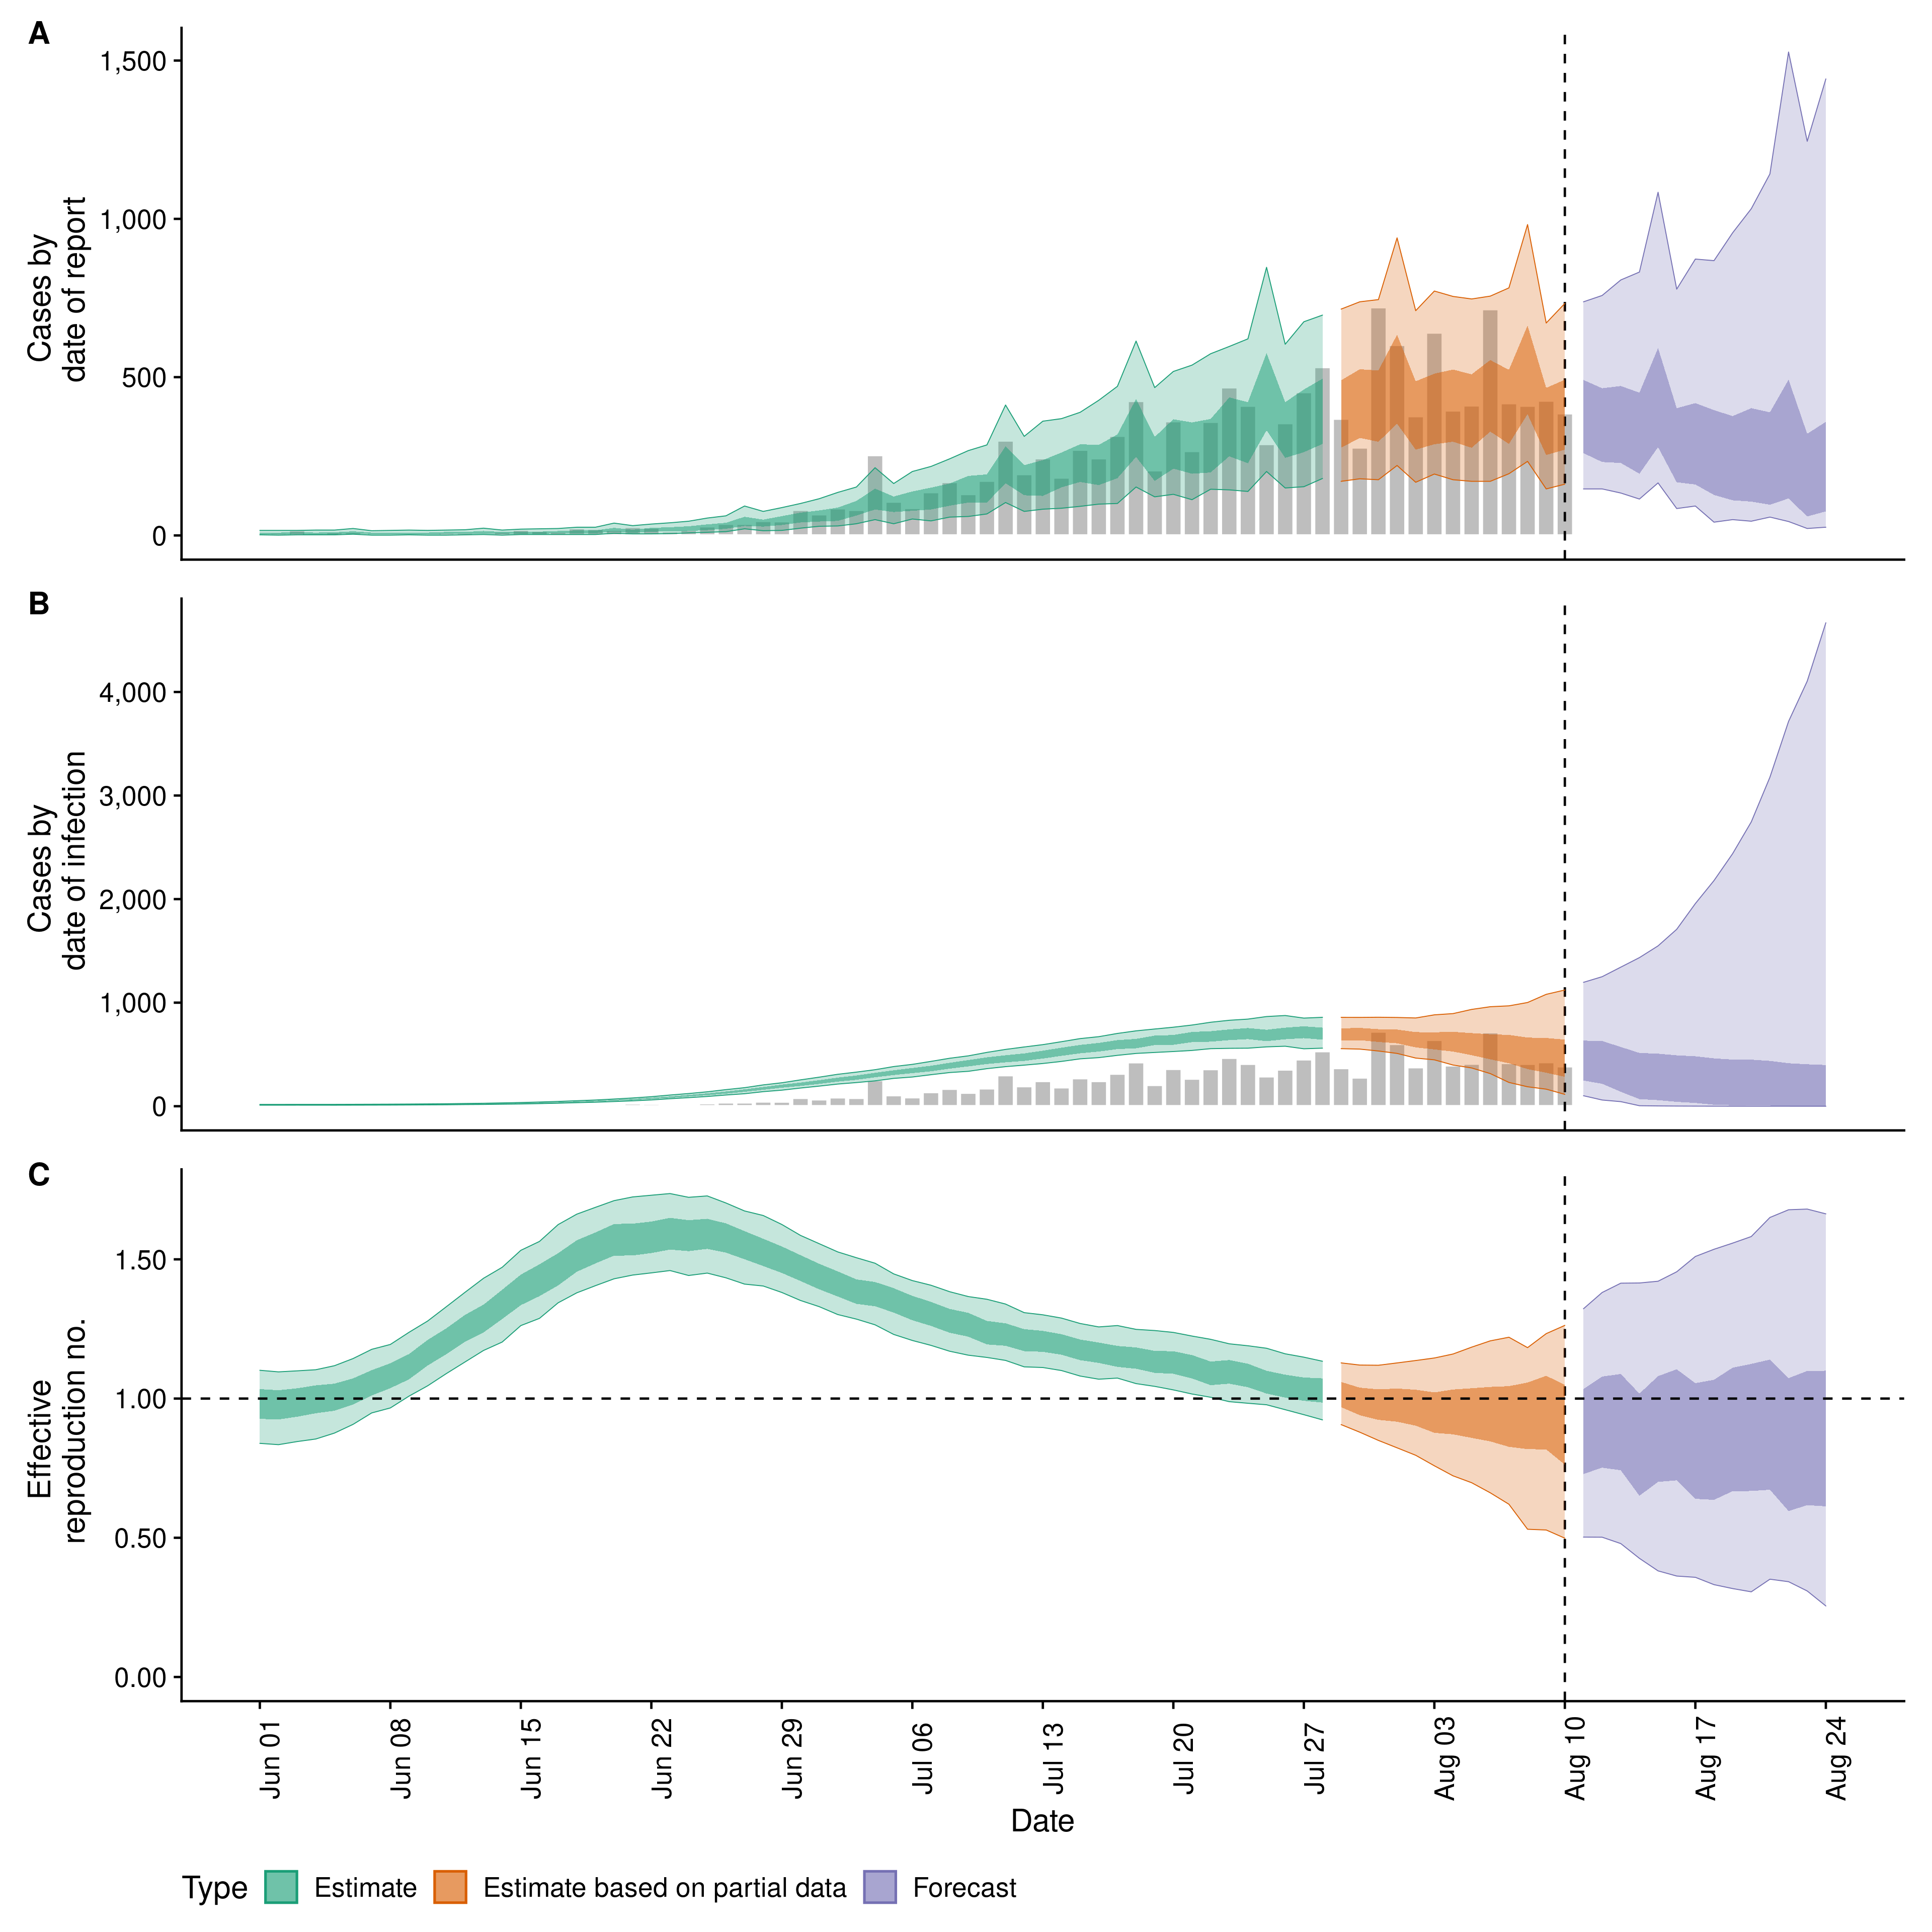 A
1,500
1,000
500
0
Cases by
date of report
B
4,000
3,000
2,000
1,000
0
Cases by
date of infection
C
1.50
1.00
0.50
0.00
Effective
reproduction no.
Jun 01
Jun 08
Jun 15
Jun 22
Jun 29
Jul 06
Jul 13
Jul 20
Jul 27
Aug 03
Aug 10
Aug 17
Aug 24
Date
Type Estimate Estimate based on partial data Forecast